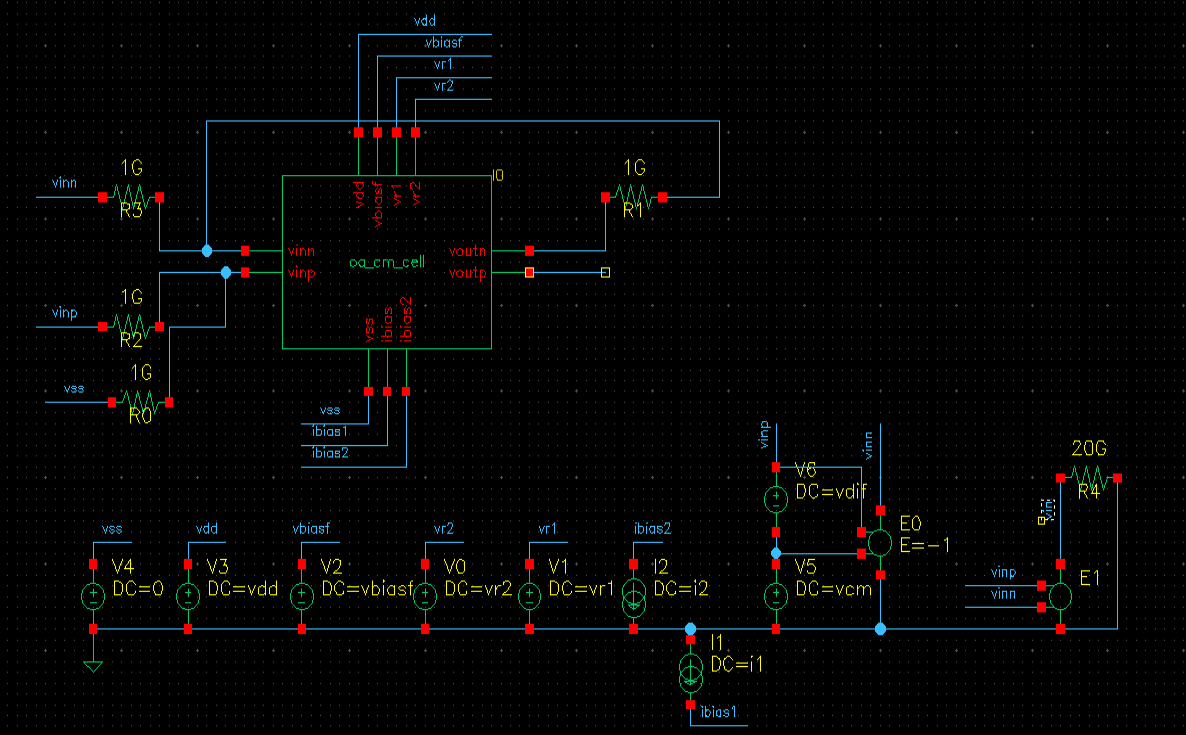 vdd
vbiasf
vr1
vr2
1G
vinn
R3
1G
R1
I0
vdd
vbiasf
vr1
vr2
vinn
vinp
oa_cm_cell
voutn
voutp
1G
vinp
R2
vss
ibias
ibias2
1G
vss
R0
vss
ibias1
ibias2
vinp
vinn
20G
R4
V6
DC=vdif
E0
E=-1
vss
vdd
vbiasf
vr2
vr1
ibias2
V4
DC=0
V3
DC=vdd
V2
DC=vbiasf
V0
DC=vr2
V1
DC=vr1
I2
DC=i2
V5
DC=vcm
vinp
vinn
E1
I1
DC=i1
ibias1